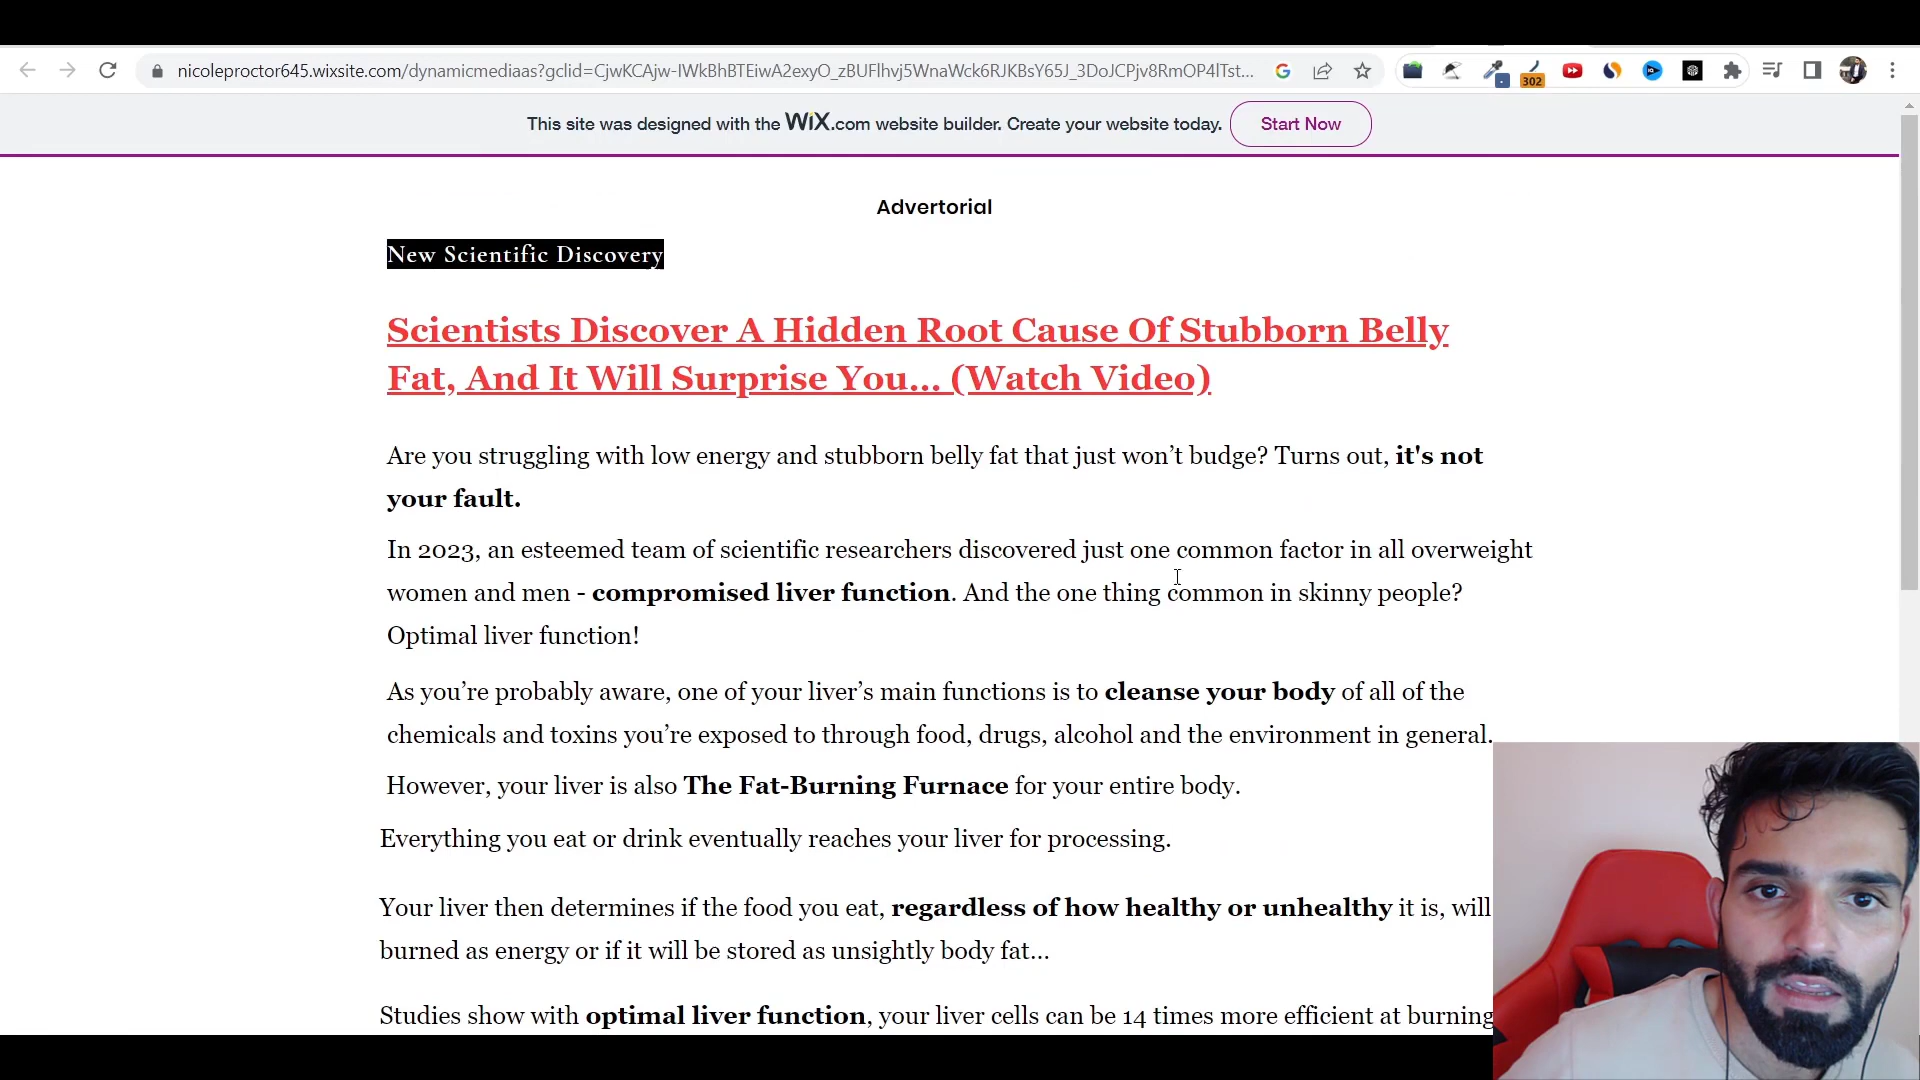 nicoleproctor645.wixsite.com/dynamicmediaas?gclid=CjwKCAjw-IWkBhBTEiwA2exyO_zBUFlhvj5WnaWck6RJKBsY65J_3DoJCPjv8RmOP4lTst...
302
This site was designed with the WiX.com website builder. Create your website today. Start Now
Advertorial
New Scientific Discovery
Scientists Discover A Hidden Root Cause Of Stubborn Belly
Fat, And It Will Surprise You... (Watch Video)
Are you struggling with low energy and stubborn belly fat that just won’t budge? Turns out, it's not
your fault.
In 2023, an esteemed team of scientific researchers discovered just one common factor in all overweight
women and men - compromised liver function. And the one thing common in skinny people?
Optimal liver function!
As you’re probably aware, one of your liver’s main functions is to cleanse your body of all of the
chemicals and toxins you’re exposed to through food, drugs, alcohol and the environment in general.
However, your liver is also The Fat-Burning Furnace for your entire body.
Everything you eat or drink eventually reaches your liver for processing.
Your liver then determines if the food you eat, regardless of how healthy or unhealthy it is, will
burned as energy or if it will be stored as unsightly body fat...
Studies show with optimal liver function, your liver cells can be 14 times more efficient at burning